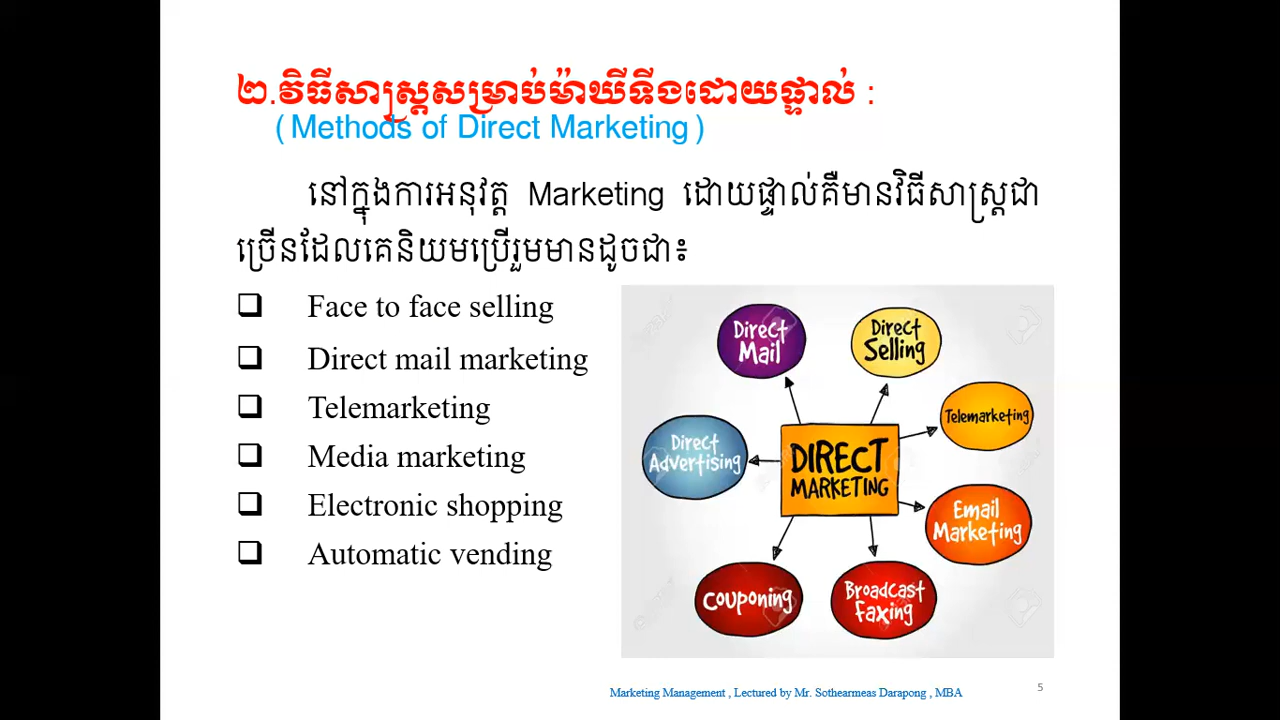 ២.វិធីសាស្ត្រសម្រាប់ម៉ាឃីទីងដោយផ្ទាល់ :
( Methods of Direct Marketing )
នៅក្នុងការអនុវត្ត Marketing ដោយផ្ទាល់គឺមានវិធីសាស្ត្រជា
ច្រើនដែលគេនិយមប្រើរួមមានដូចជា៖
❑ Face to face selling
❑ Direct mail marketing
❑ Telemarketing
❑ Media marketing
❑ Electronic shopping
❑ Automatic vending
Direct
Mail
Direct
Selling
Telemarketing
Direct
Advertising
DIRECT
MARKETING
Email
Marketing
Couponing
Broadcast
Faxing
Marketing Management , Lectured by Mr. Sothearmeas Darapong , MBA
5